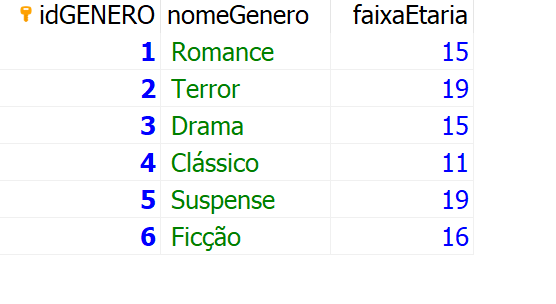 idGENERO nomeGenero faixaEtaria
1 Romance 15
2 Terror 19
3 Drama 15
4 Clássico 11
5 Suspense 19
6 Ficção 16